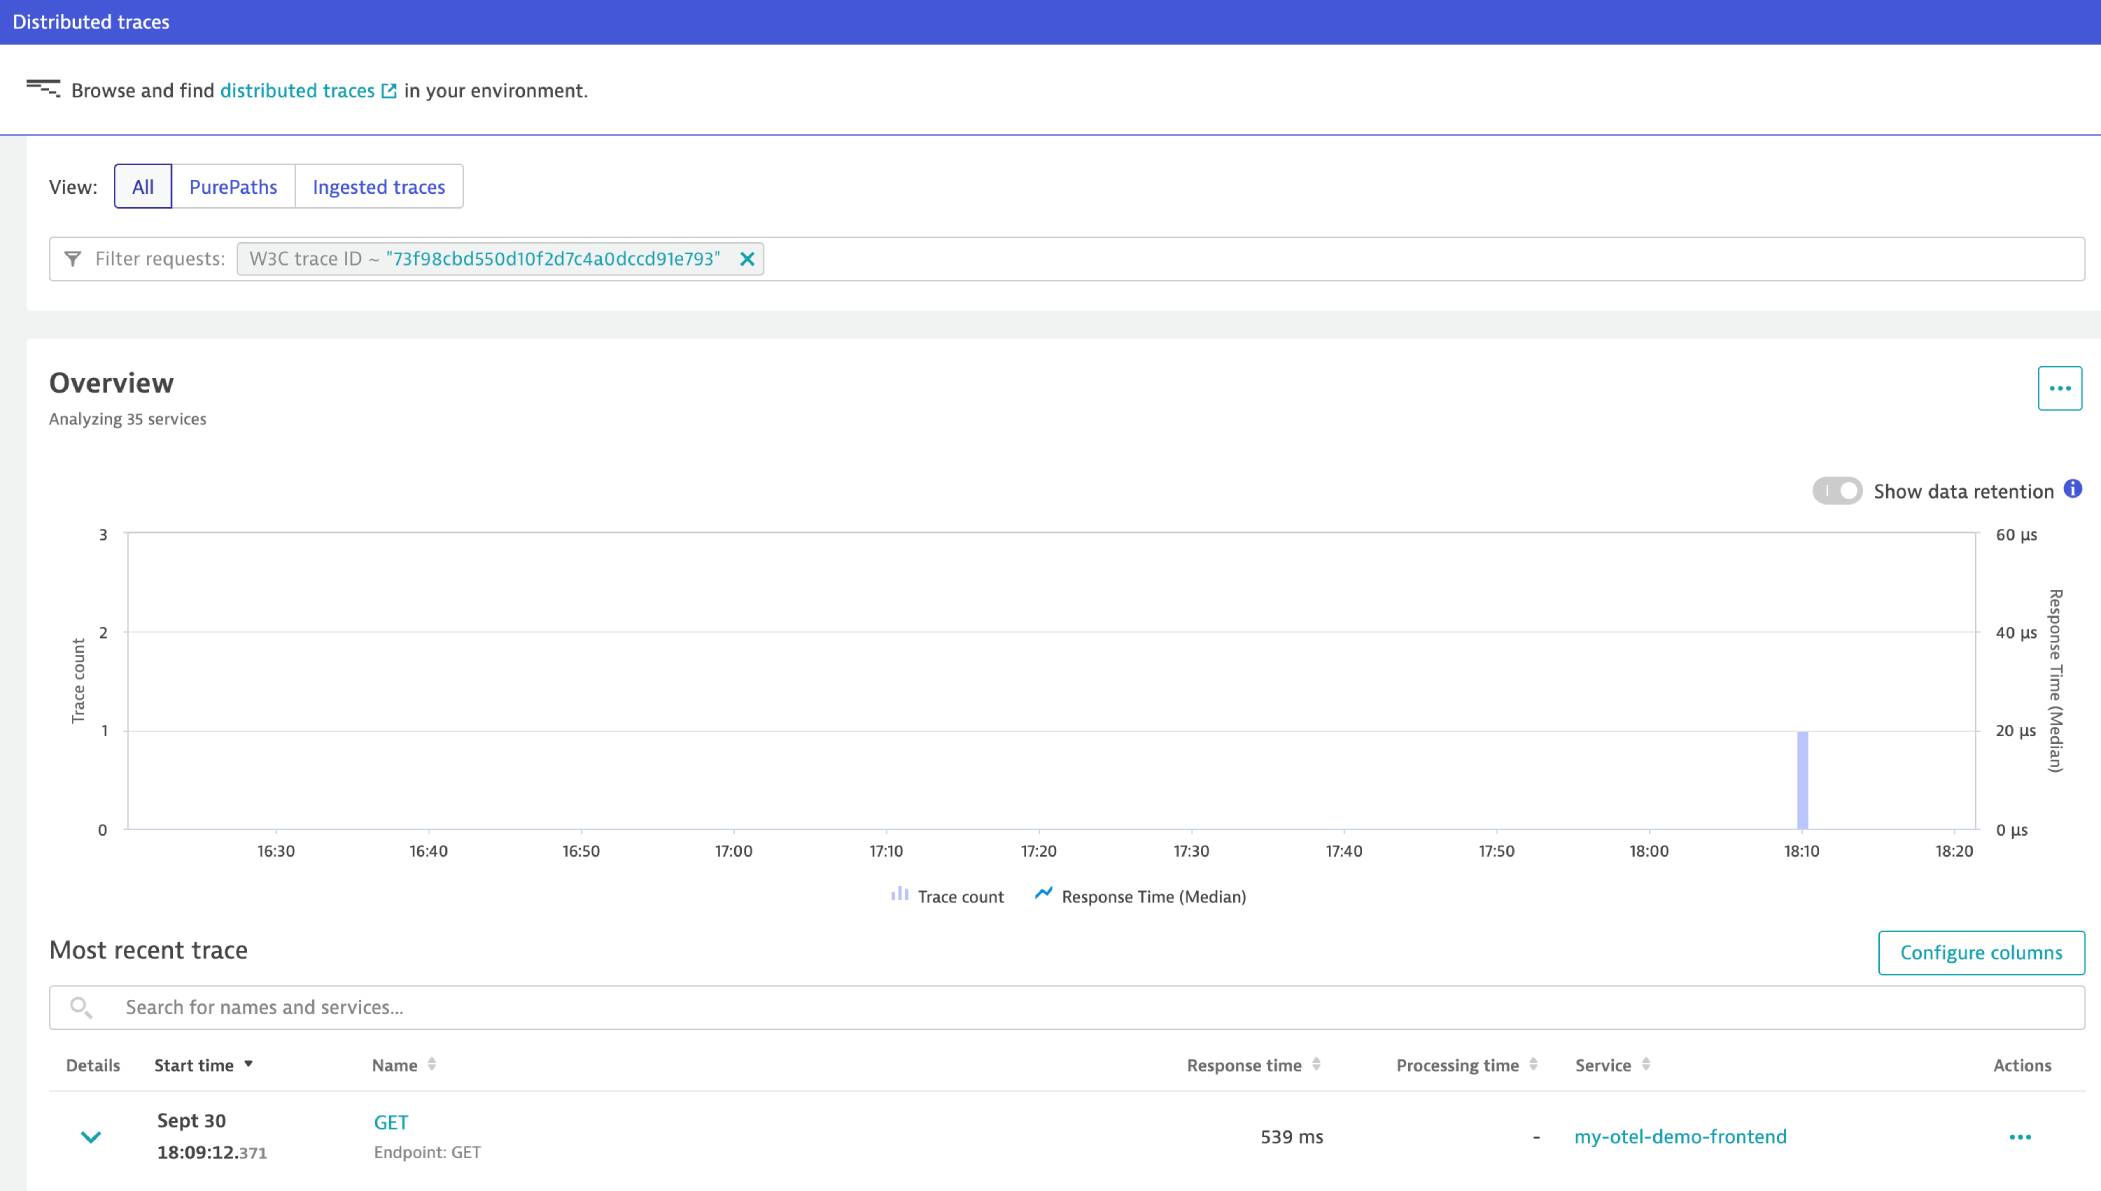 Distributed traces
Browse and find distributed traces in your environment.
View: All PurePaths Ingested traces
Filter requests: W3C trace ID ~ "73f98cbd550d10f2d7c4a0dccd91e793"
Overview
Analyzing 35 services
Show data retention
3 60 µs
2 40 µs
1 20 µs
0 0 µs
Trace count
Response Time (Median)
16:30 16:40 16:50 17:00 17:10 17:20 17:30 17:40 17:50 18:00 18:10 18:20
Trace count Response Time (Median)
Most recent trace
Configure columns
Search for names and services...
Details Start time Name Response time Processing time Service Actions
Sept 30 GET
539 ms - my-otel-demo-frontend
18:09:12.371 Endpoint: GET